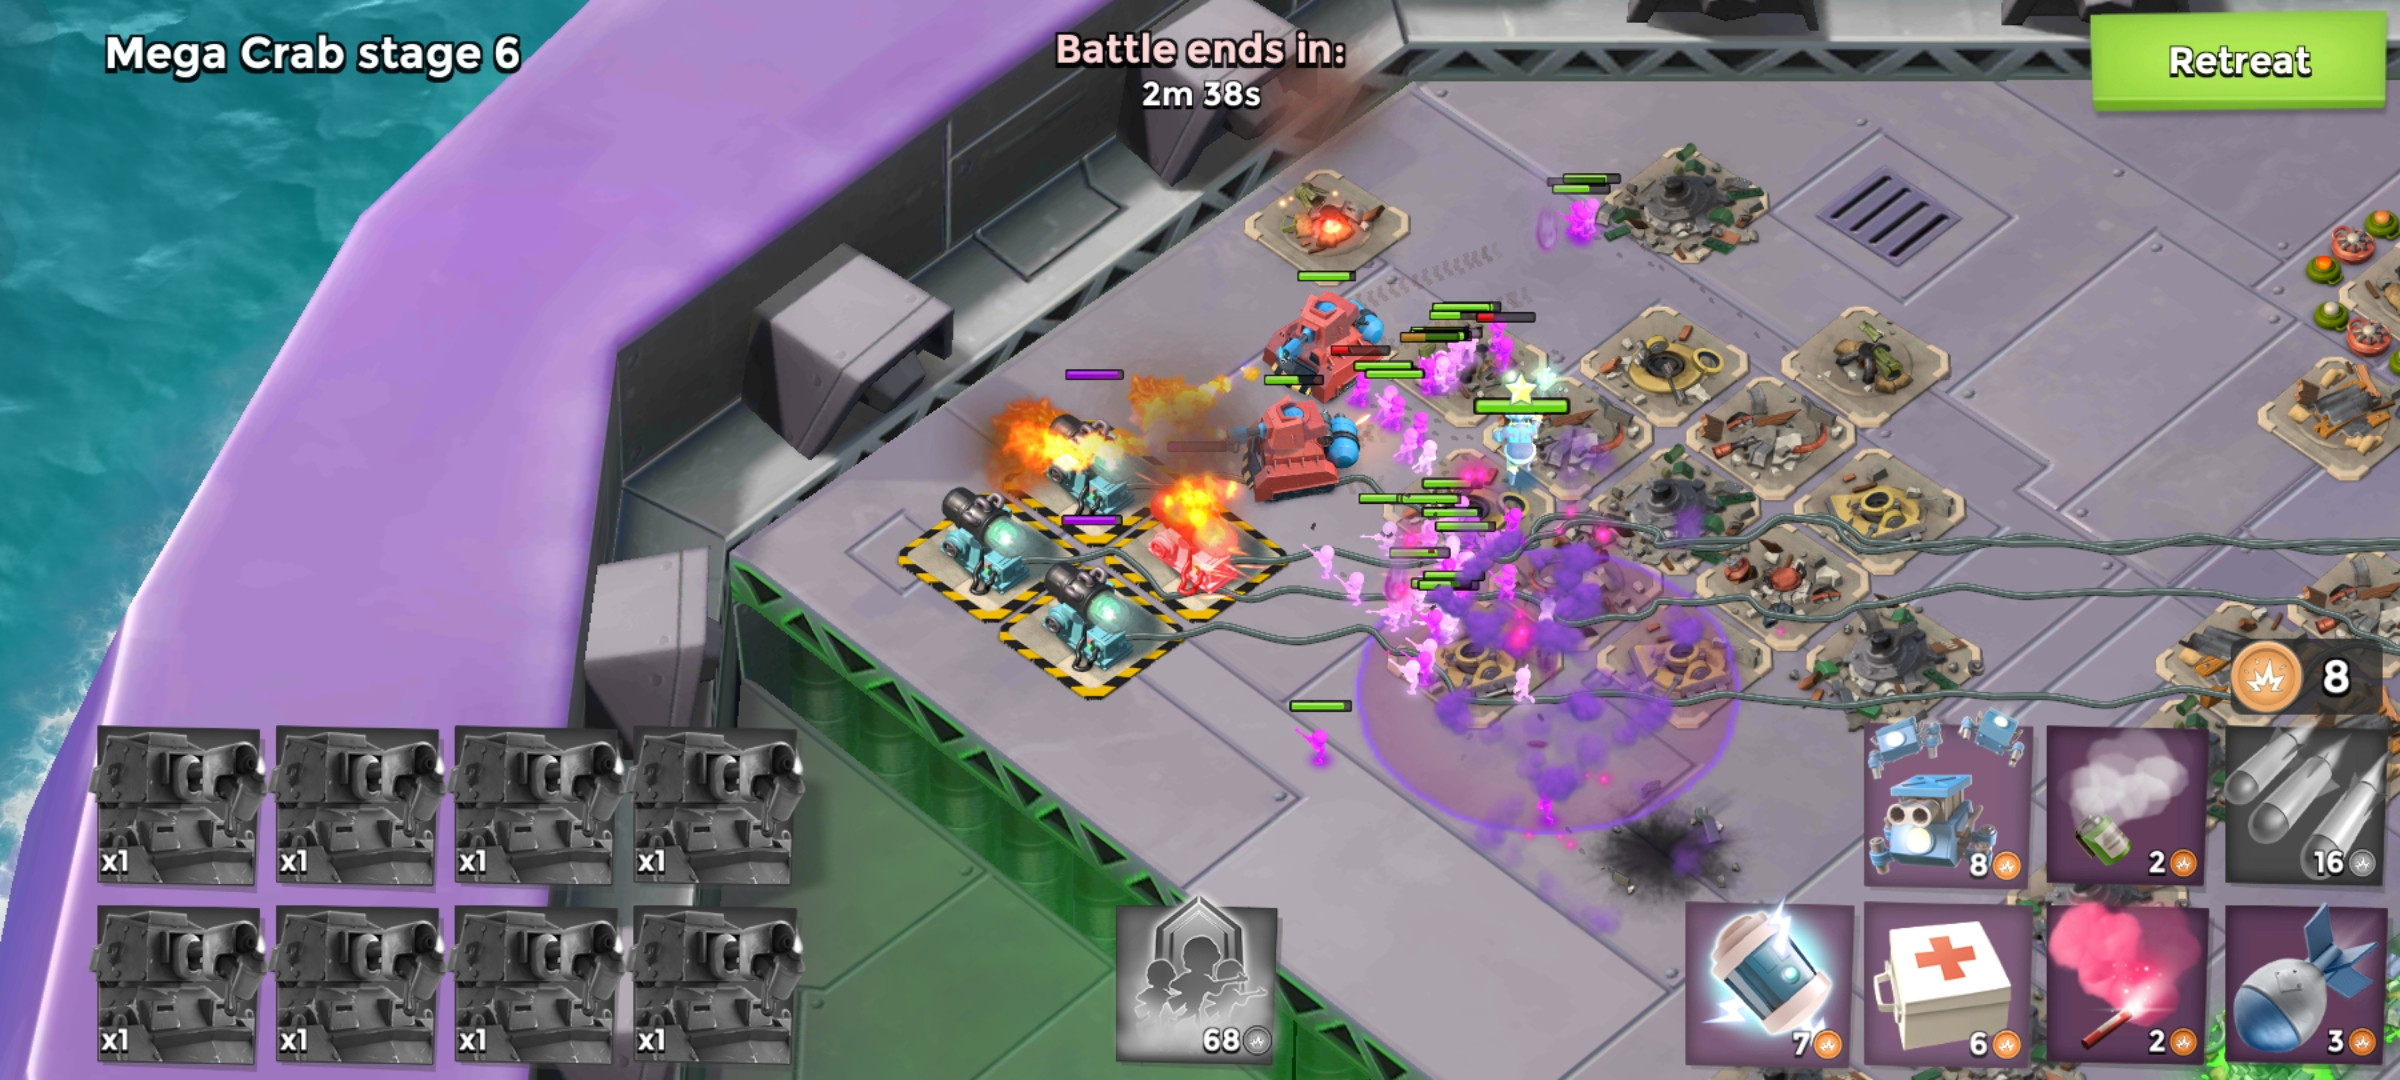 Mega Crab stage 6
Battle ends in:
2m 38s
Retreat
8
x1
x1
x1
x1
8
2
16
x1
x1
x1
x1
68
7
6
2
3